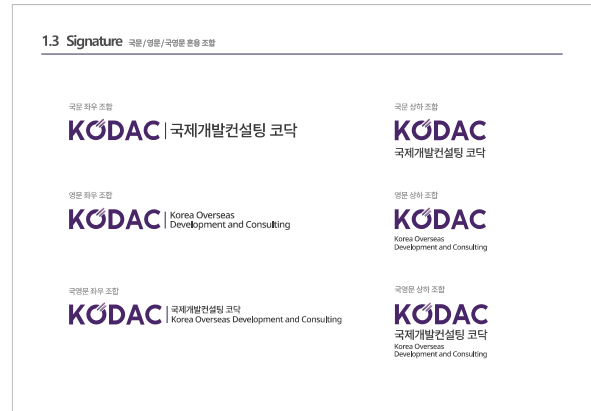 1.3 Signature 국문/영문/국영문 혼용 조합
국문 좌우 조합
KODAC 국제개발컨설팅 코닥
국문 상하 조합
KODAC
국제개발컨설팅 코닥
영문 좌우 조합
KODAC Korea Overseas
Development and Consulting
영문 상하 조합
KODAC
Korea Overseas
Development and Consulting
국영문 좌우 조합
KODAC 국제개발컨설팅 코닥
Korea Overseas Development and Consulting
국영문 상하 조합
KODAC
국제개발컨설팅 코닥
Korea Overseas
Development and Consulting